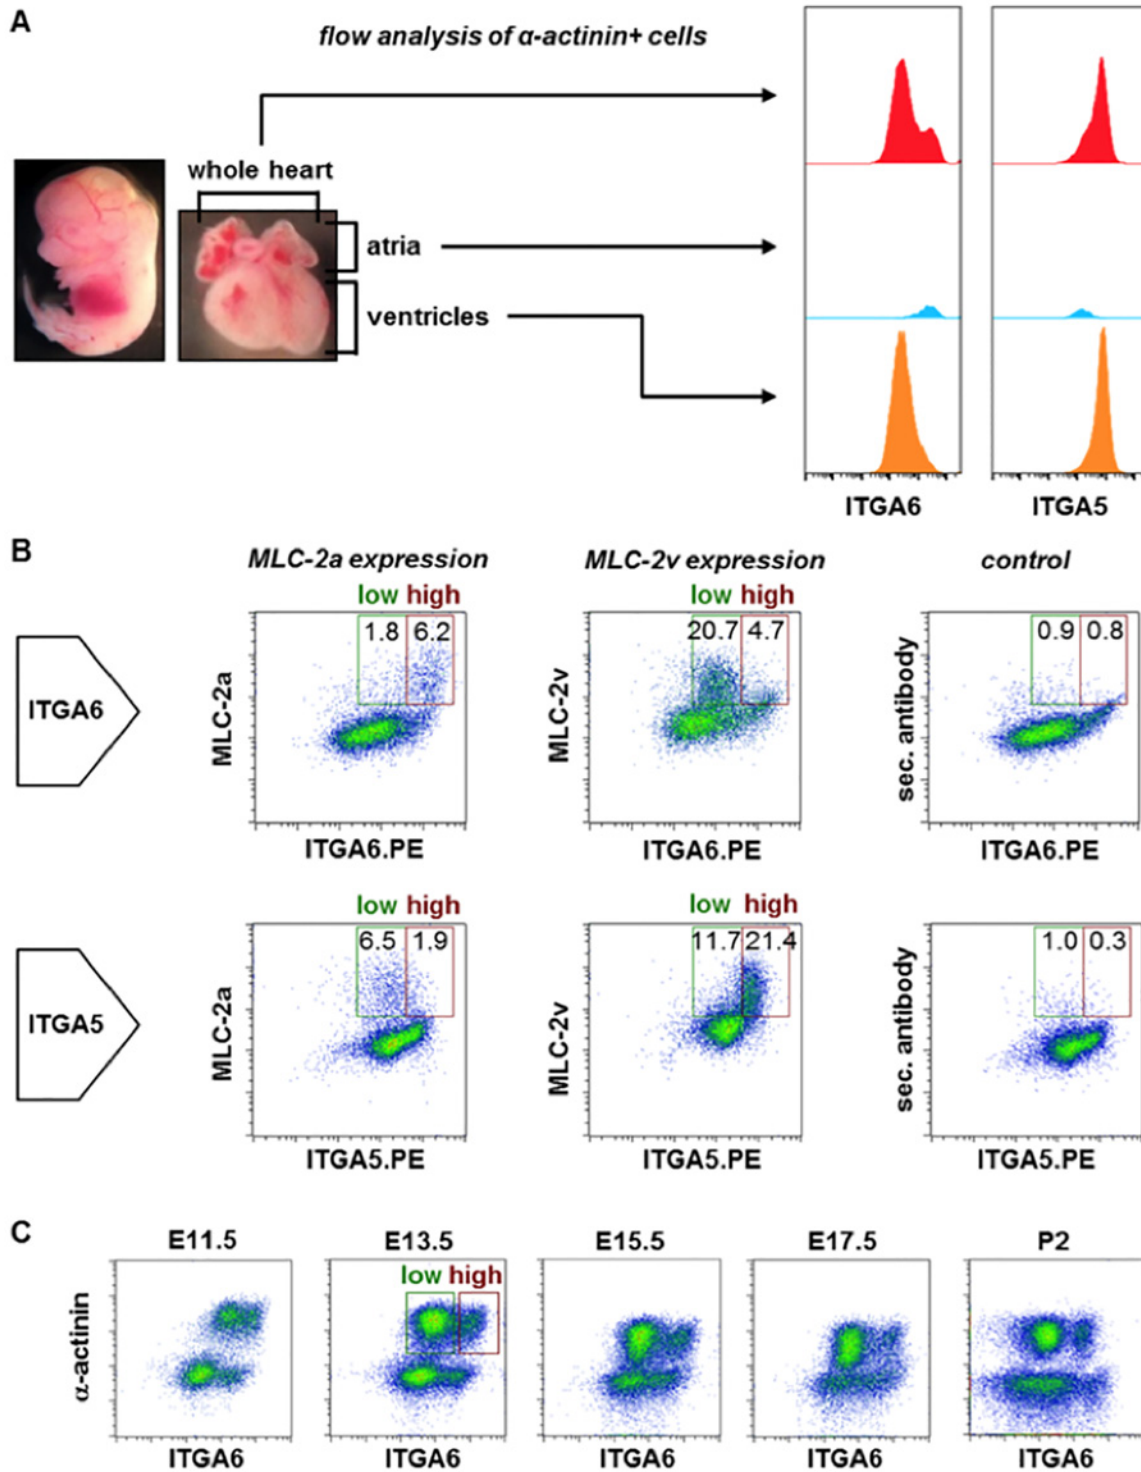 A
flow analysis of α-actinin+ cells
whole heart
atria
ventricles
ITGA6
ITGA5
B
MLC-2a expression
MLC-2v expression
control
low high
low high
1.8 6.2
20.7 4.7
0.9 0.8
ITGA6
MLC-2a
MLC-2v
sec. antibody
ITGA6.PE
ITGA6.PE
ITGA6.PE
low high
low high
6.5 1.9
11.7 21.4
1.0 0.3
ITGA5
MLC-2a
MLC-2v
sec. antibody
ITGA5.PE
ITGA5.PE
ITGA5.PE
C
E11.5
E13.5
E15.5
E17.5
P2
low high
α-actinin
ITGA6
ITGA6
ITGA6
ITGA6
ITGA6